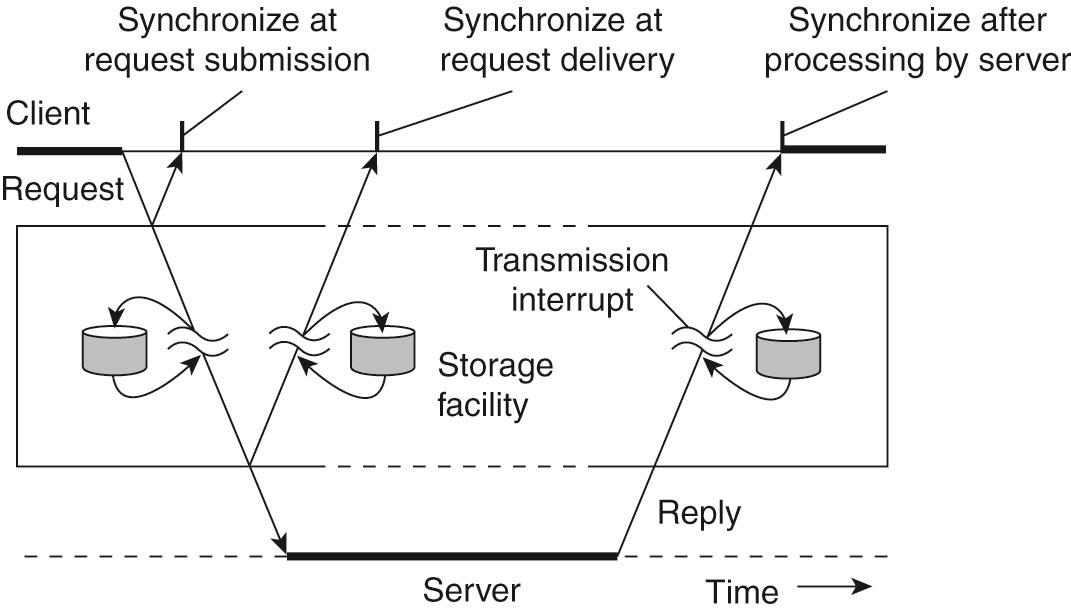 Synchronize at
request submission
Synchronize at
request delivery
Synchronize after
processing by server
Client
Request
Transmission
interrupt
Storage
facility
Reply
Server
Time